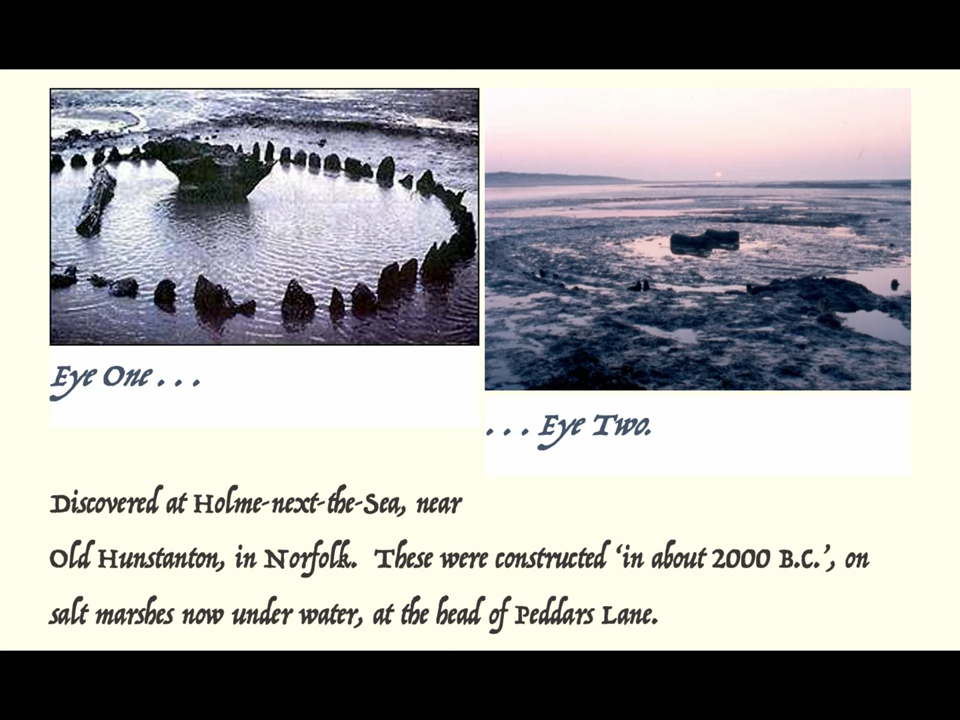 Eye One . . .
. . . Eye Two.
Discovered at Holme-next-the-Sea, near
Old Hunstanton, in Norfolk. These were constructed ‘in about 2000 B.C.’, on
salt marshes now under water, at the head of Peddars Lane.